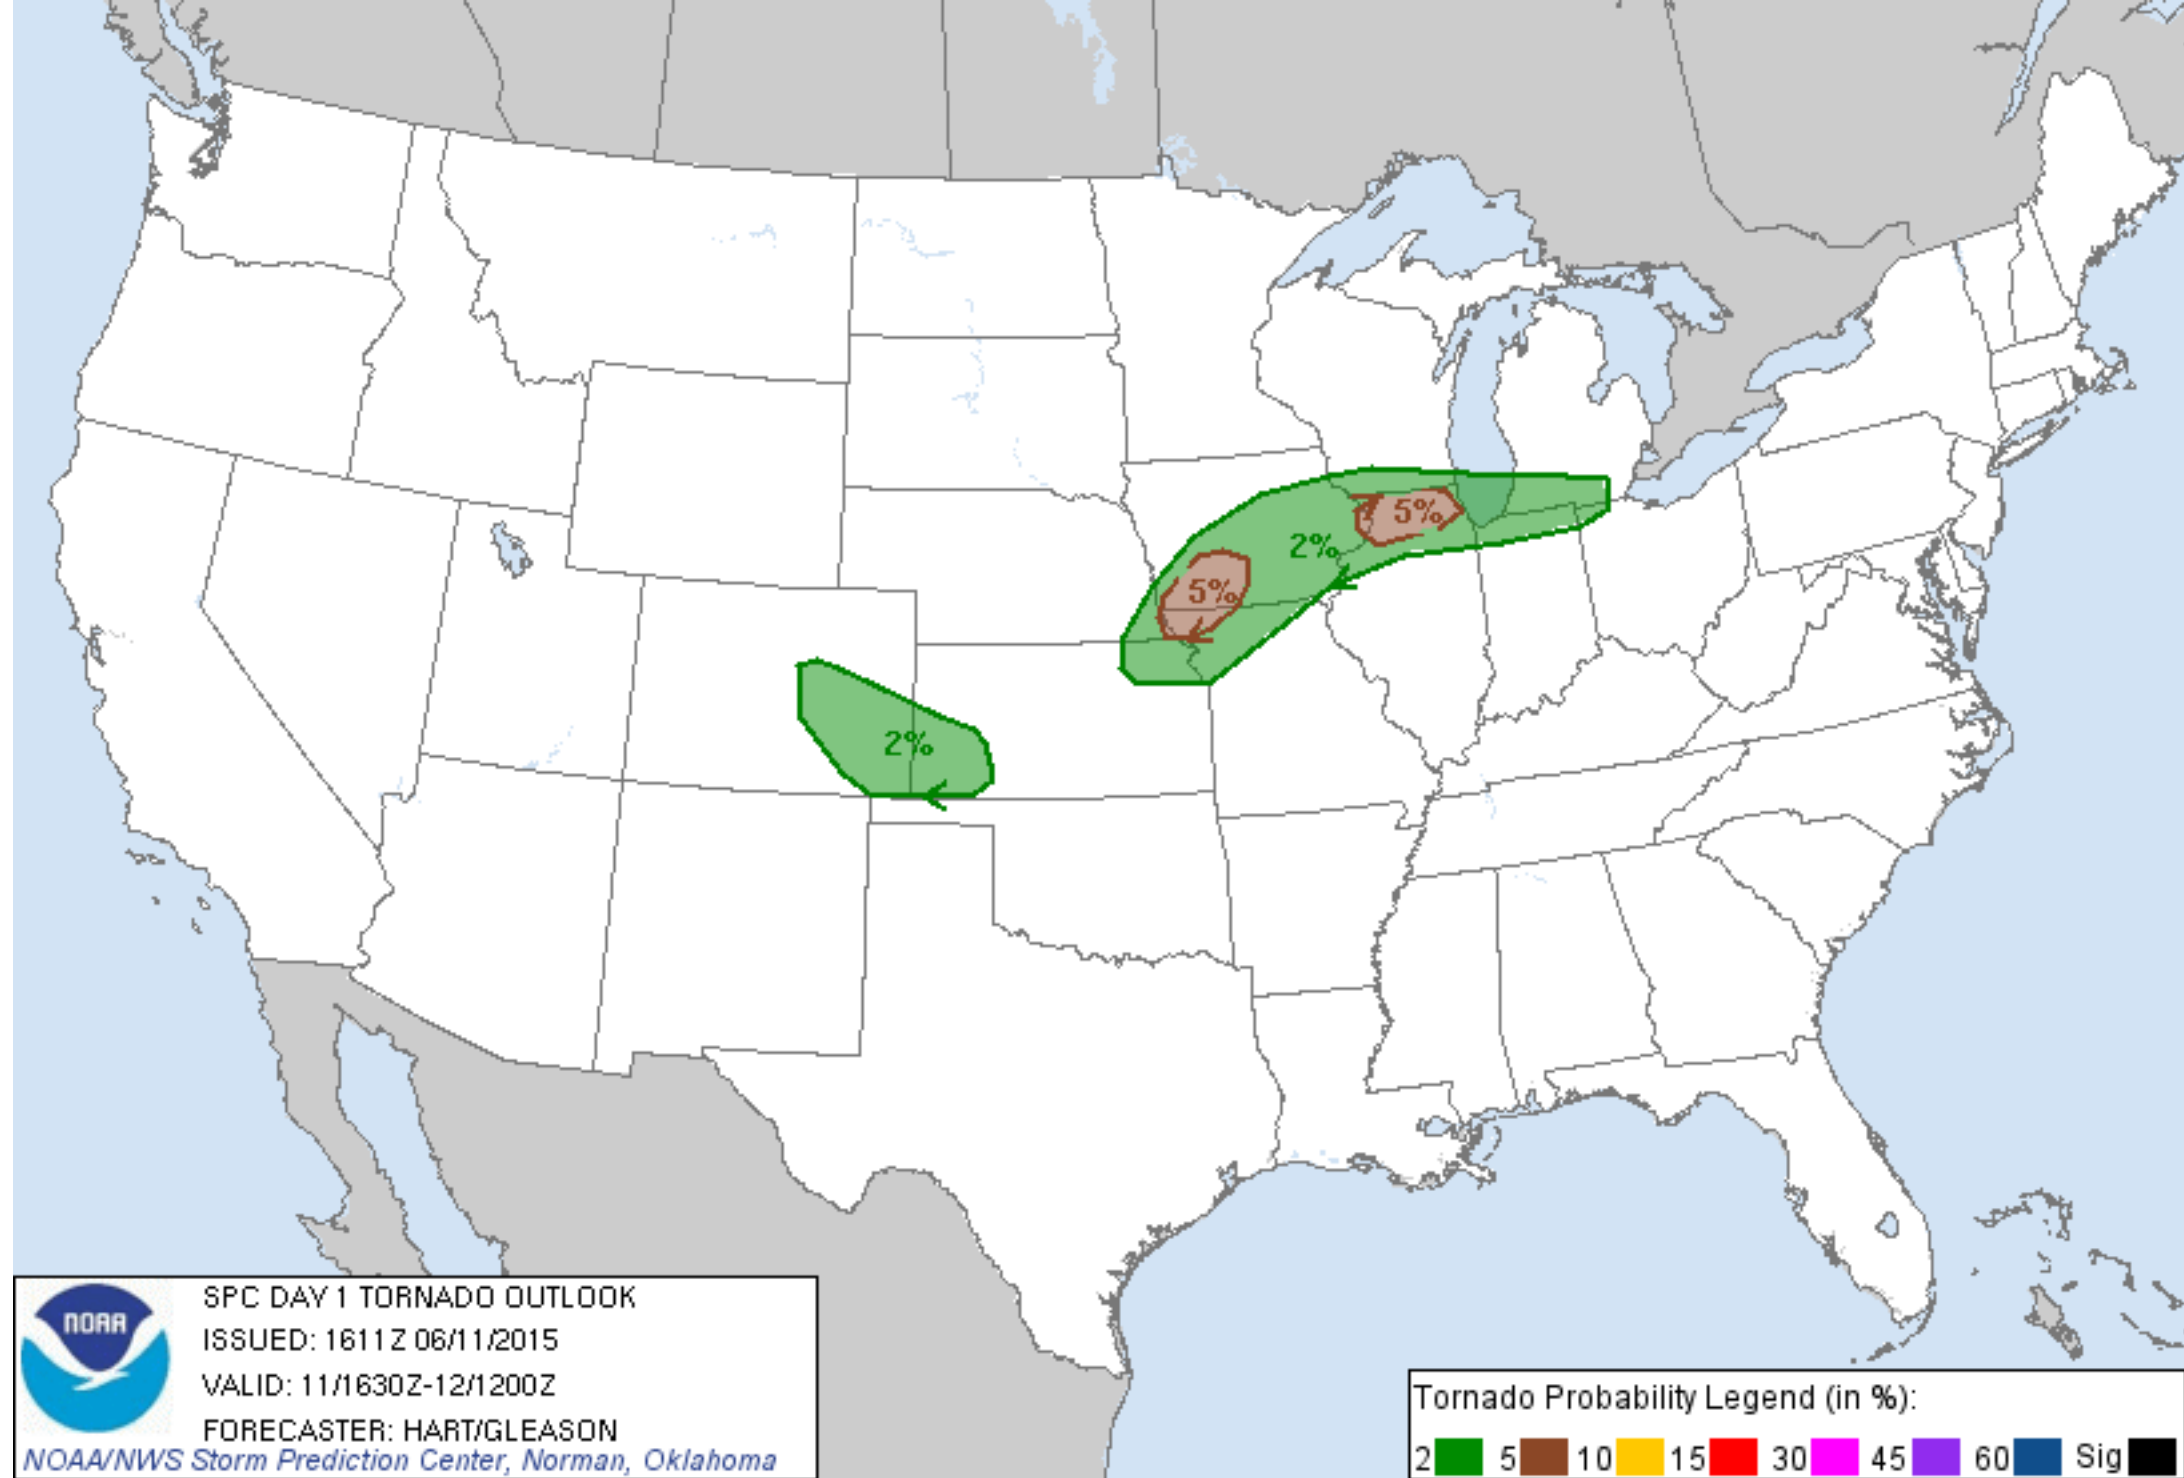 5%
2%
5%
2%
NOAA
SPC DAY 1 TORNADO OUTLOOK
ISSUED: 1611Z 06/11/2015
VALID: 11/1630Z-12/1200Z
FORECASTER: HART/GLEASON
NOAA/NWS Storm Prediction Center, Norman, Oklahoma
Tornado Probability Legend (in %):
2 5 10 15 30 45 60 Sig